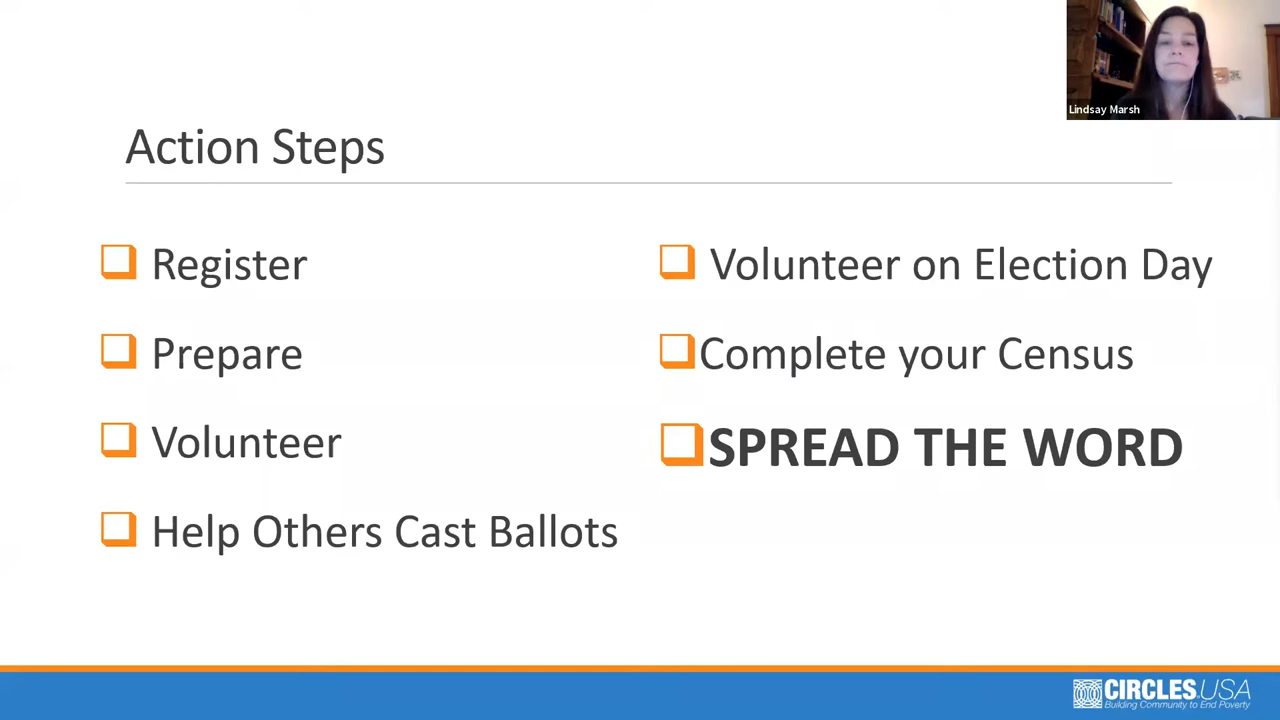 Lindsay Marsh
Action Steps
Register
Prepare
Volunteer
Help Others Cast Ballots
Volunteer on Election Day
Complete your Census
SPREAD THE WORD
CIRCLES USA
Building Community to End Poverty